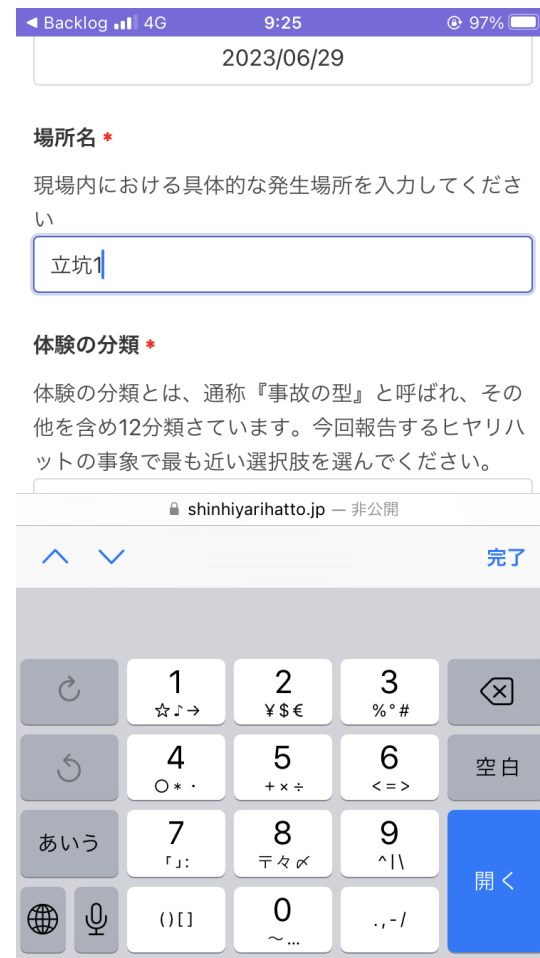 ◀ Backlog 4G 9:25 97%
2023/06/29
場所名 *
現場内における具体的な発生場所を入力してくださ
い
立坑1
体験の分類 *
体験の分類とは、通称『事故の型』と呼ばれ、その
他を含め12分類さています。今回報告するヒヤリハ
ットの事象で最も近い選択肢を選んでください。
shinhiyarihatto.jp — 非公開
完了
1 2 3
☆♪→ ¥$€ %°#
4 5 6 空白
○*・ +×÷ <=>
あいう 7 8 9
「」: 〒々〆 ^|\
開く
()[] 0 .,-/
～…